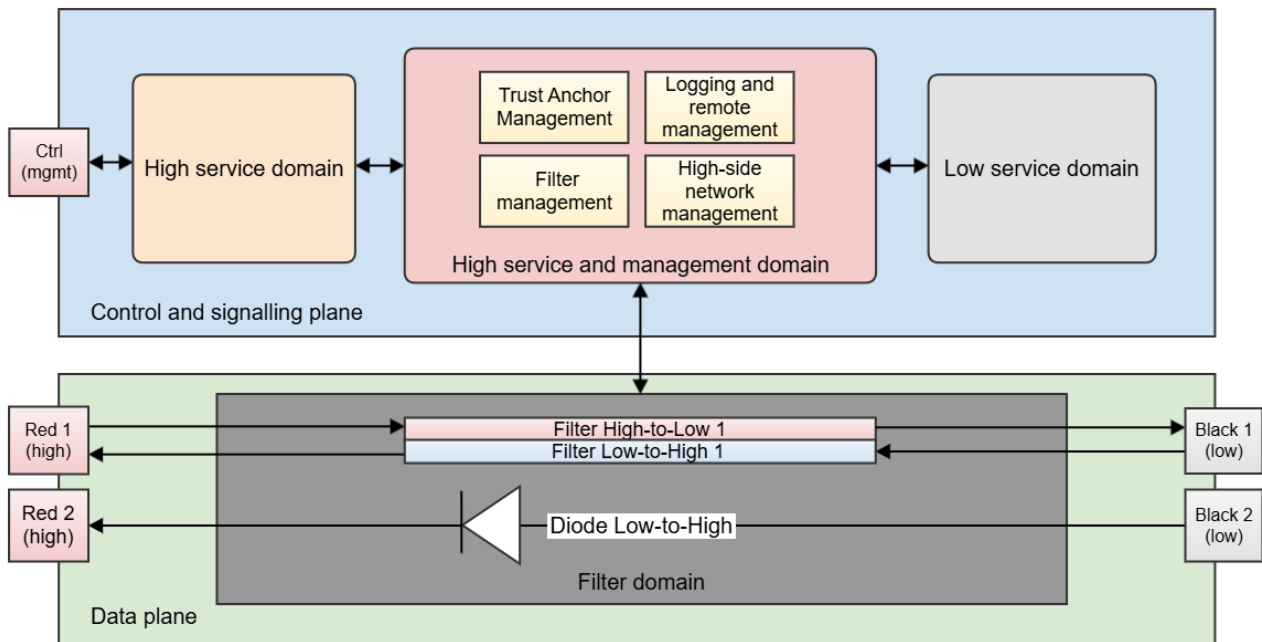 Ctrl
(mgmt)
High service domain
Trust Anchor
Management
Logging and
remote
management
Filter
management
High-side
network
management
High service and management domain
Low service domain
Control and signalling plane
Red 1
(high)
Filter High-to-Low 1
Filter Low-to-High 1
Black 1
(low)
Red 2
(high)
Diode Low-to-High
Black 2
(low)
Filter domain
Data plane